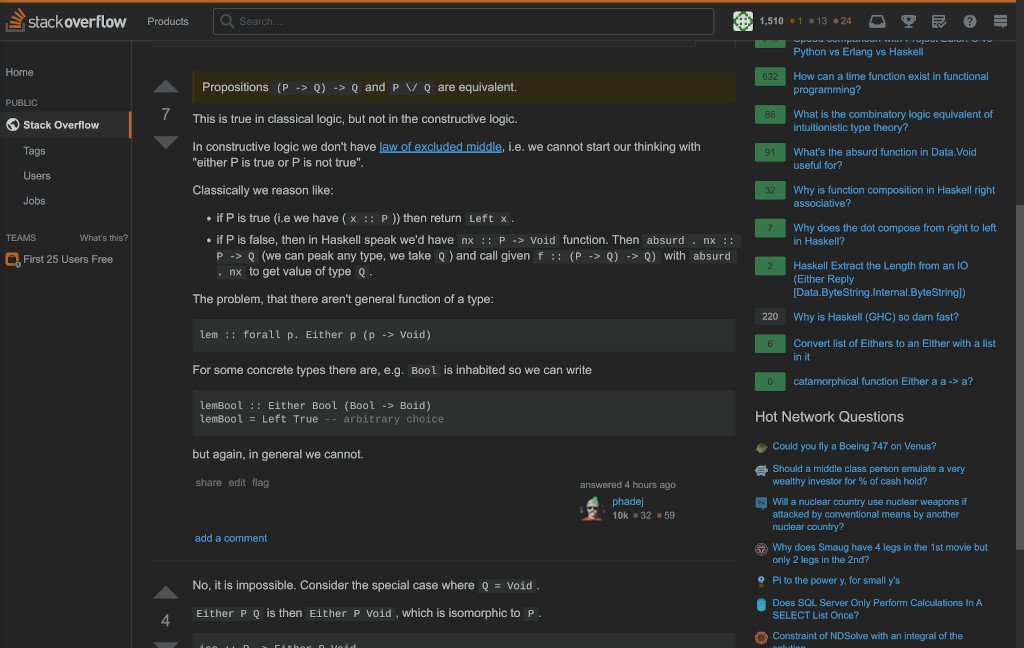 stackoverflow
Products
Search...
1,510 1 13 24
Home
PUBLIC
Stack Overflow
Tags
Users
Jobs
TEAMS What's this?
First 25 Users Free
7
Propositions (P -> Q) -> Q and P \/ Q are equivalent.
This is true in classical logic, but not in the constructive logic.
In constructive logic we don't have law of excluded middle, i.e. we cannot start our thinking with
"either P is true or P is not true".
Classically we reason like:
• if P is true (i.e we have ( x :: P )) then return Left x .
• if P is false, then in Haskell speak we'd have nx :: P -> Void function. Then absurd . nx ::
P -> Q (we can peak any type, we take Q ) and call given f :: (P -> Q) -> Q) with absurd
. nx to get value of type Q .
The problem, that there aren't general function of a type:
lem :: forall p. Either p (p -> Void)
For some concrete types there are, e.g. Bool is inhabited so we can write
lemBool :: Either Bool (Bool -> Boid)
lemBool = Left True -- arbitrary choice
but again, in general we cannot.
share edit flag
answered 4 hours ago
phadej
10k 32 59
add a comment
4
No, it is impossible. Consider the special case where Q = Void .
Either P Q is then Either P Void , which is isomorphic to P .
iso :: P -> Either P Void
Speed comparison with Project Euler: C vs
Python vs Erlang vs Haskell
632 How can a time function exist in functional
programming?
86 What is the combinatory logic equivalent of
intuitionistic type theory?
91 What's the absurd function in Data.Void
useful for?
32 Why is function composition in Haskell right
associative?
7 Why does the dot compose from right to left
in Haskell?
2 Haskell Extract the Length from an IO
(Either Reply
[Data.ByteString.Internal.ByteString])
220 Why is Haskell (GHC) so darn fast?
6 Convert list of Eithers to an Either with a list
in it
0 catamorphical function Either a a -> a?
Hot Network Questions
Could you fly a Boeing 747 on Venus?
Should a middle class person emulate a very
wealthy investor for % of cash hold?
Will a nuclear country use nuclear weapons if
attacked by conventional means by another
nuclear country?
Why does Smaug have 4 legs in the 1st movie but
only 2 legs in the 2nd?
Pi to the power y, for small y's
Does SQL Server Only Perform Calculations In A
SELECT List Once?
Constraint of NDSolve with an integral of the
solution